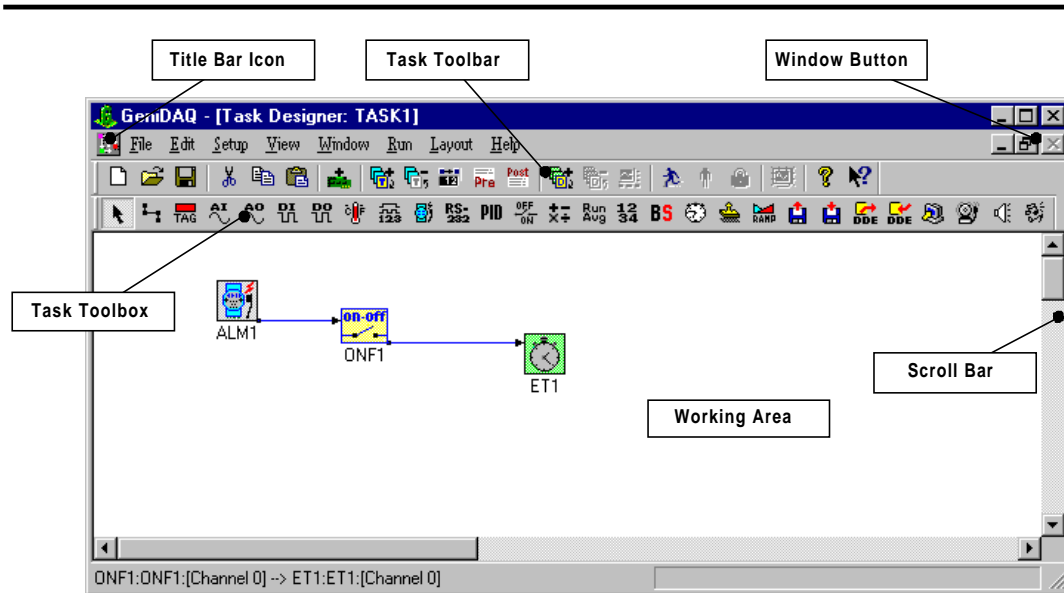 Title Bar Icon
Task Toolbar
Window Button
GeniDAQ - [Task Designer: TASK1]
File Edit Setup View Window Run Layout Help
Pre Post
TAG AI AO DI DO 123 RS-232 PID OFF ON Run Avg 12 34 BS RAMP DDE DDE
Task Toolbox
ALM1
on-off
ONF1
ET1
Scroll Bar
Working Area
ONF1:ONF1:[Channel 0] --> ET1:ET1:[Channel 0]